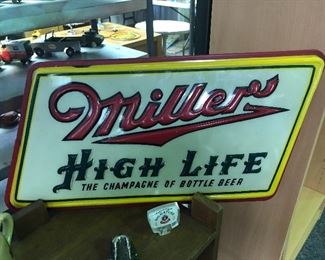 Miller
HIGH LIFE
THE CHAMPAGNE OF BOTTLE BEER